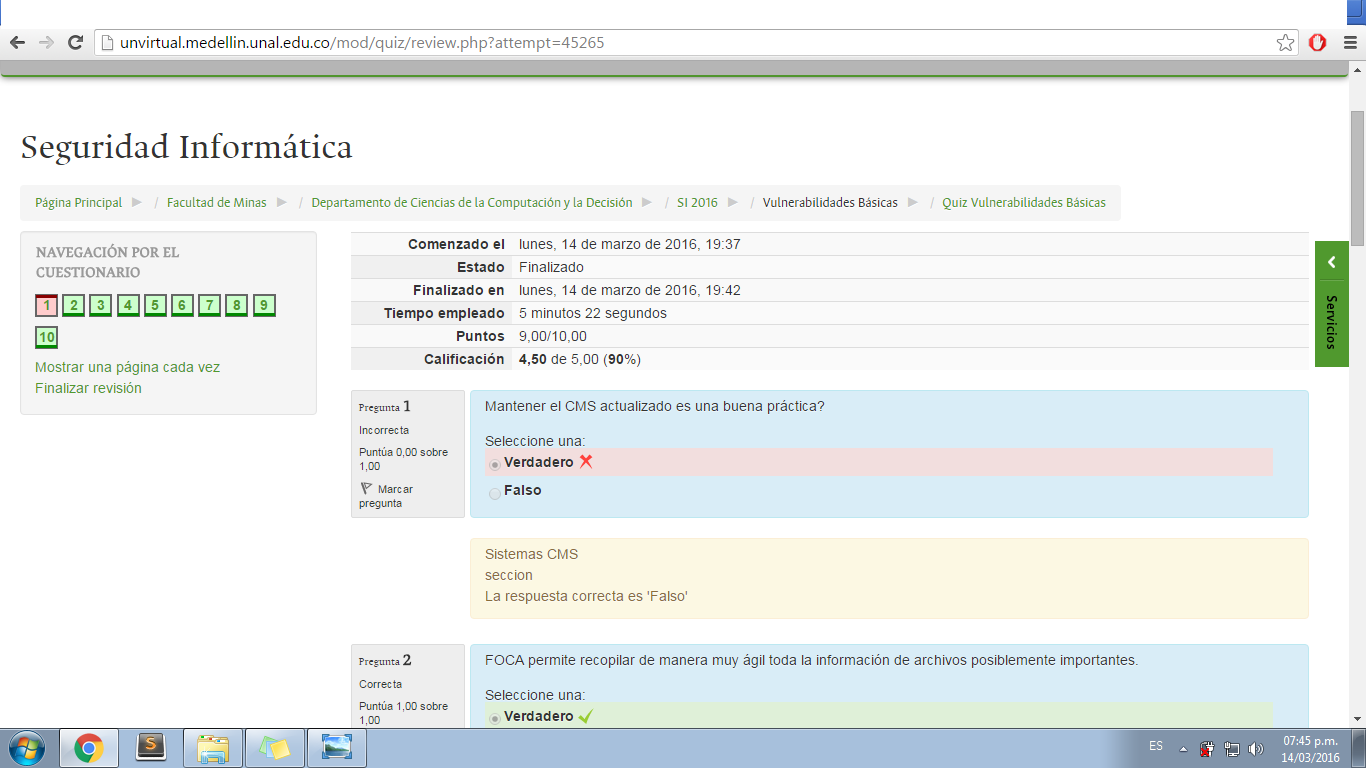 unvirtual.medellin.unal.edu.co/mod/quiz/review.php?attempt=45265
Seguridad Informática
Página Principal ► / Facultad de Minas ► / Departamento de Ciencias de la Computación y la Decisión ► / SI 2016 ► / Vulnerabilidades Básicas ► / Quiz Vulnerabilidades Básicas
NAVEGACIÓN POR EL
CUESTIONARIO
1 2 3 4 5 6 7 8 9
10
Mostrar una página cada vez
Finalizar revisión
Comenzado el lunes, 14 de marzo de 2016, 19:37
Estado Finalizado
Finalizado en lunes, 14 de marzo de 2016, 19:42
Tiempo empleado 5 minutos 22 segundos
Puntos 9,00/10,00
Calificación 4,50 de 5,00 (90%)
Servicios
Pregunta 1
Incorrecta
Puntúa 0,00 sobre
1,00
Marcar
pregunta
Mantener el CMS actualizado es una buena práctica?
Seleccione una:
Verdadero
Falso
Sistemas CMS
seccion
La respuesta correcta es 'Falso'
Pregunta 2
Correcta
Puntúa 1,00 sobre
1,00
FOCA permite recopilar de manera muy ágil toda la información de archivos posiblemente importantes.
Seleccione una:
Verdadero
ES
07:45 p.m.
14/03/2016